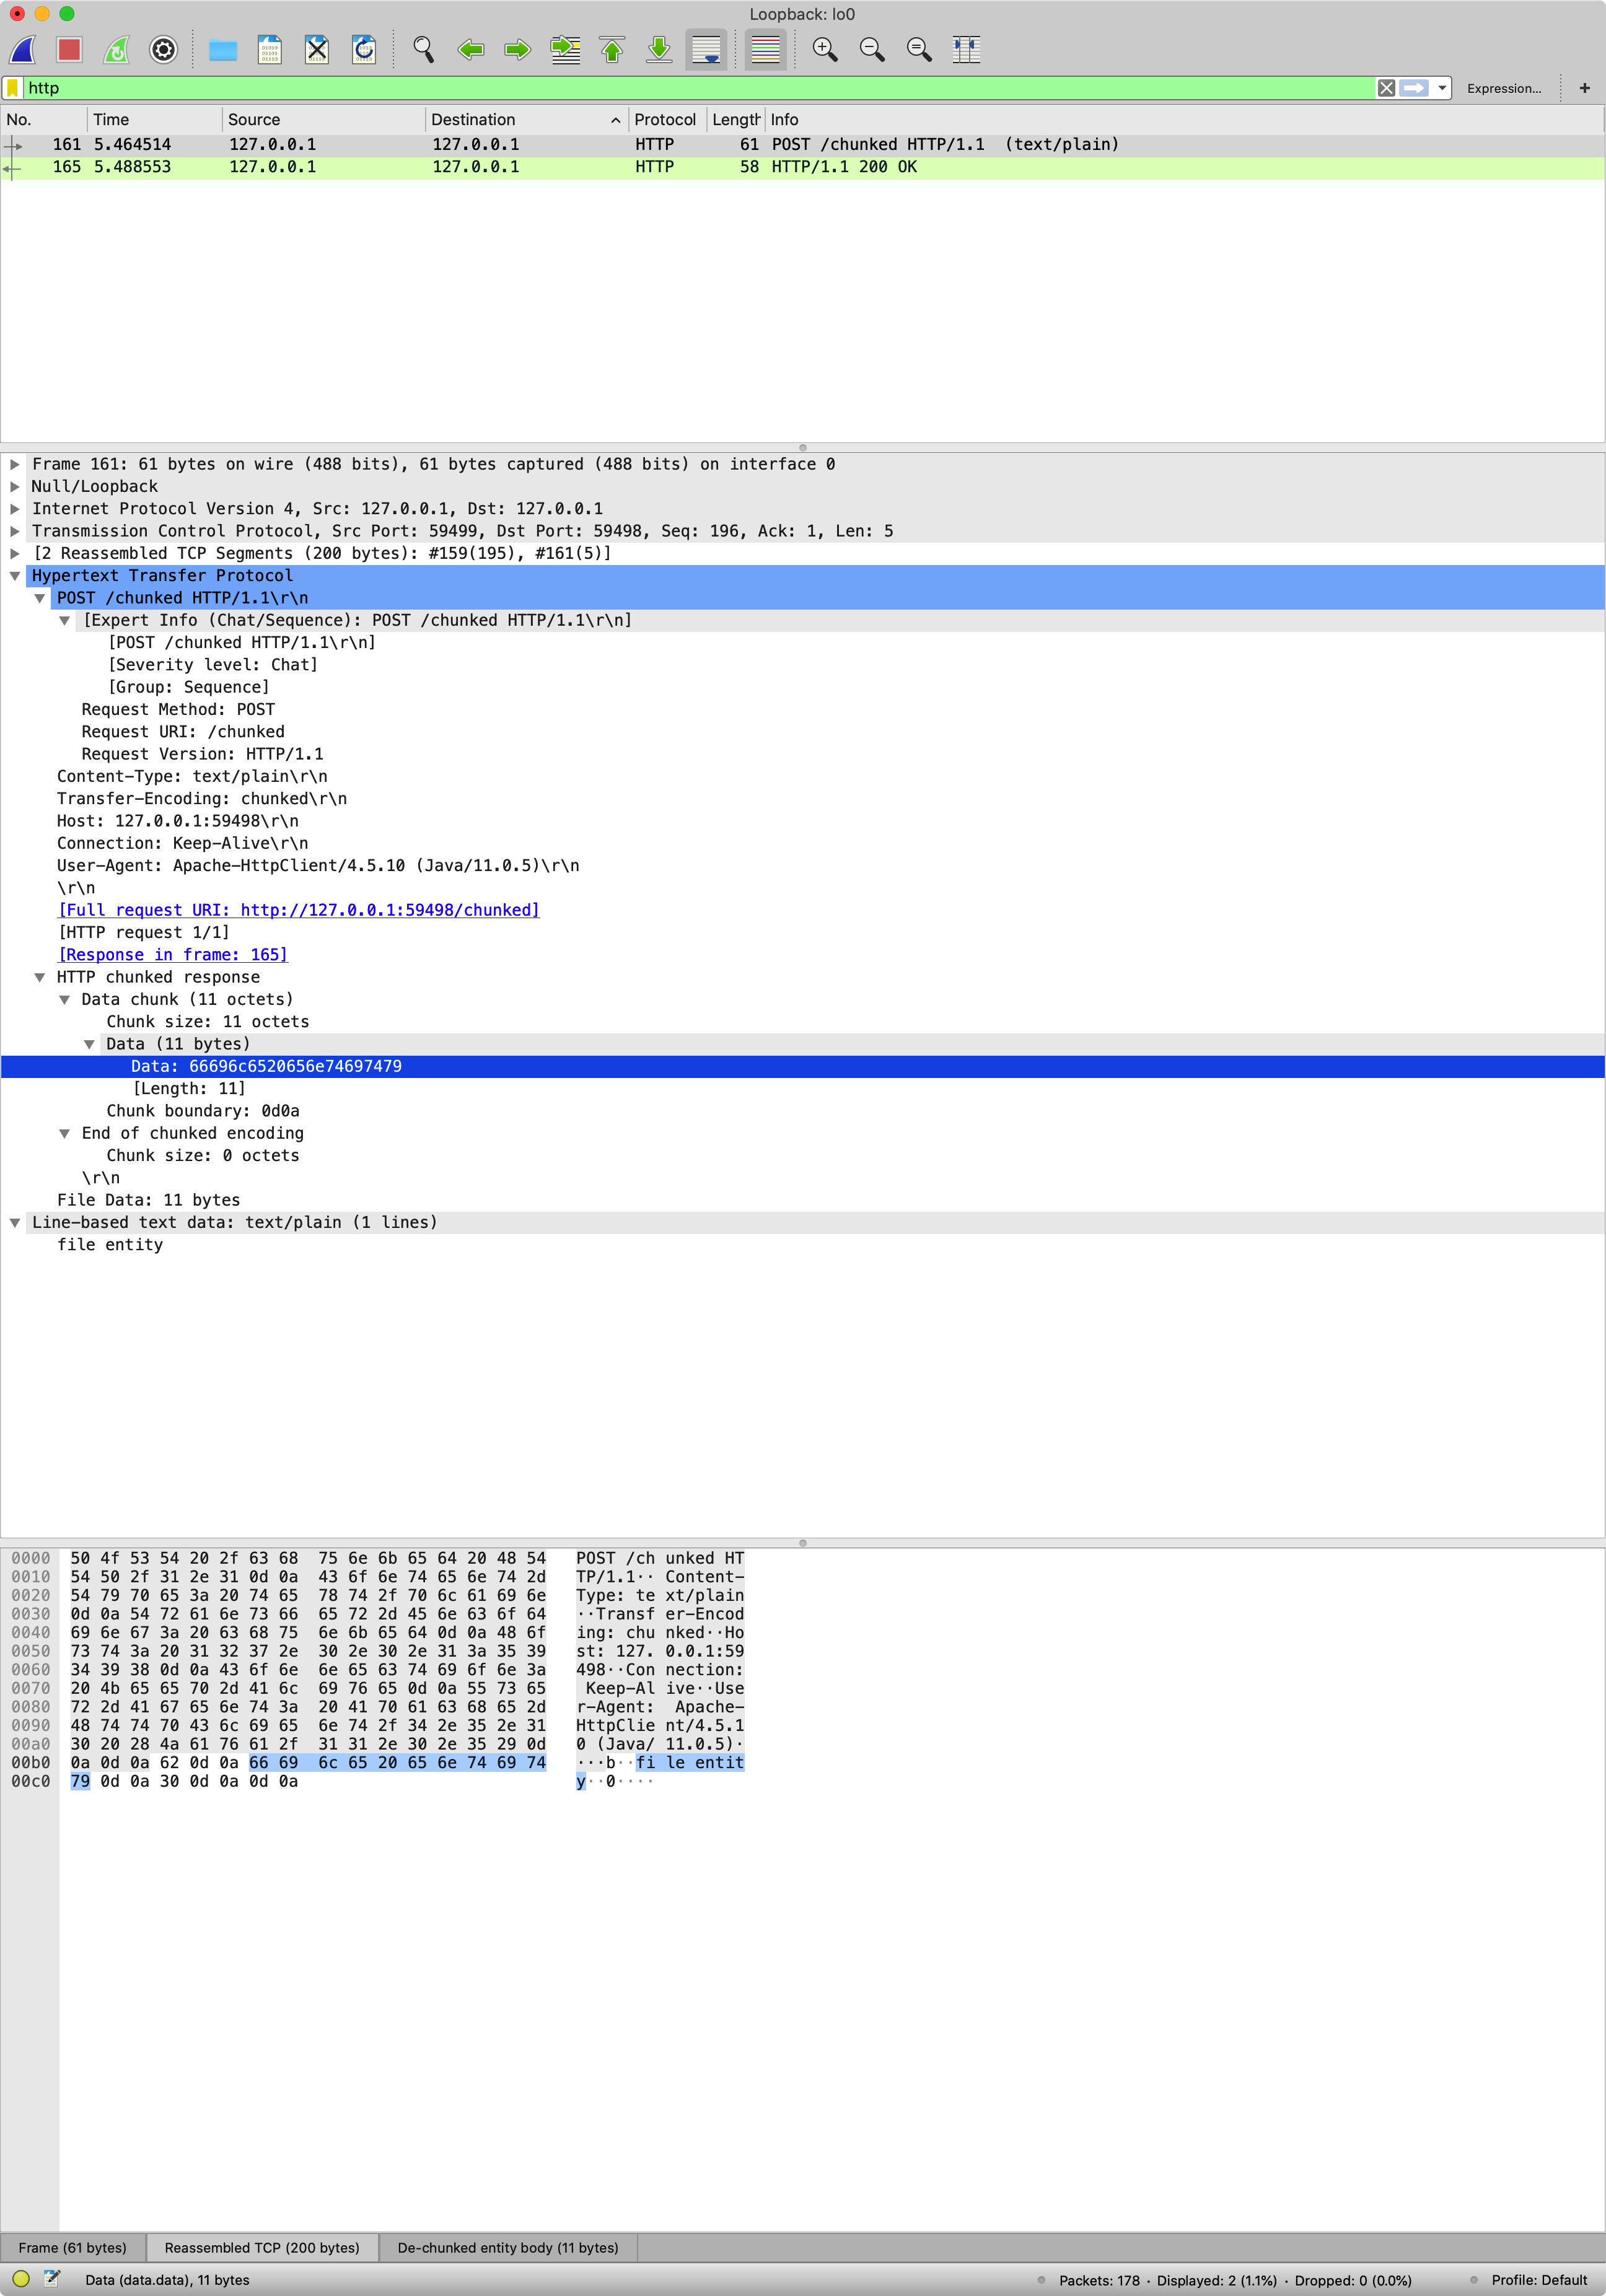 Loopback: lo0
http
Expression...
+
No. Time Source Destination Protocol Length Info
161 5.464514 127.0.0.1 127.0.0.1 HTTP 61 POST /chunked HTTP/1.1  (text/plain)
165 5.488553 127.0.0.1 127.0.0.1 HTTP 58 HTTP/1.1 200 OK
Frame 161: 61 bytes on wire (488 bits), 61 bytes captured (488 bits) on interface 0
Null/Loopback
Internet Protocol Version 4, Src: 127.0.0.1, Dst: 127.0.0.1
Transmission Control Protocol, Src Port: 59499, Dst Port: 59498, Seq: 196, Ack: 1, Len: 5
[2 Reassembled TCP Segments (200 bytes): #159(195), #161(5)]
Hypertext Transfer Protocol
POST /chunked HTTP/1.1\r\n
[Expert Info (Chat/Sequence): POST /chunked HTTP/1.1\r\n]
[POST /chunked HTTP/1.1\r\n]
[Severity level: Chat]
[Group: Sequence]
Request Method: POST
Request URI: /chunked
Request Version: HTTP/1.1
Content-Type: text/plain\r\n
Transfer-Encoding: chunked\r\n
Host: 127.0.0.1:59498\r\n
Connection: Keep-Alive\r\n
User-Agent: Apache-HttpClient/4.5.10 (Java/11.0.5)\r\n
\r\n
[Full request URI: http://127.0.0.1:59498/chunked]
[HTTP request 1/1]
[Response in frame: 165]
HTTP chunked response
Data chunk (11 octets)
Chunk size: 11 octets
Data (11 bytes)
Data: 66696c6520656e74697479
[Length: 11]
Chunk boundary: 0d0a
End of chunked encoding
Chunk size: 0 octets
\r\n
File Data: 11 bytes
Line-based text data: text/plain (1 lines)
file entity
0000 50 4f 53 54 20 2f 63 68 75 6e 6b 65 64 20 48 54 POST /ch unked HT
0010 54 50 2f 31 2e 31 0d 0a 43 6f 6e 74 65 6e 74 2d TP/1.1·· Content-
0020 54 79 70 65 3a 20 74 65 78 74 2f 70 6c 61 69 6e Type: te xt/plain
0030 0d 0a 54 72 61 6e 73 66 65 72 2d 45 6e 63 6f 64 ··Transf er-Encod
0040 69 6e 67 3a 20 63 68 75 6e 6b 65 64 0d 0a 48 6f ing: chu nked··Ho
0050 73 74 3a 20 31 32 37 2e 30 2e 30 2e 31 3a 35 39 st: 127. 0.0.1:59
0060 34 39 38 0d 0a 43 6f 6e 6e 65 63 74 69 6f 6e 3a 498··Con nection:
0070 20 4b 65 65 70 2d 41 6c 69 76 65 0d 0a 55 73 65 Keep-Al ive··Use
0080 72 2d 41 67 65 6e 74 3a 20 41 70 61 63 68 65 2d r-Agent:  Apache-
0090 48 74 74 70 43 6c 69 65 6e 74 2f 34 2e 35 2e 31 HttpClie nt/4.5.1
00a0 30 20 28 4a 61 76 61 2f 31 31 2e 30 2e 35 29 0d 0 (Java/ 11.0.5)·
00b0 0a 0d 0a 62 0d 0a 66 69 6c 65 20 65 6e 74 69 74 ···b··fi le entit
00c0 79 0d 0a 30 0d 0a 0d 0a y··0····
Frame (61 bytes) Reassembled TCP (200 bytes) De-chunked entity body (11 bytes)
Data (data.data), 11 bytes Packets: 178 · Displayed: 2 (1.1%) · Dropped: 0 (0.0%) Profile: Default